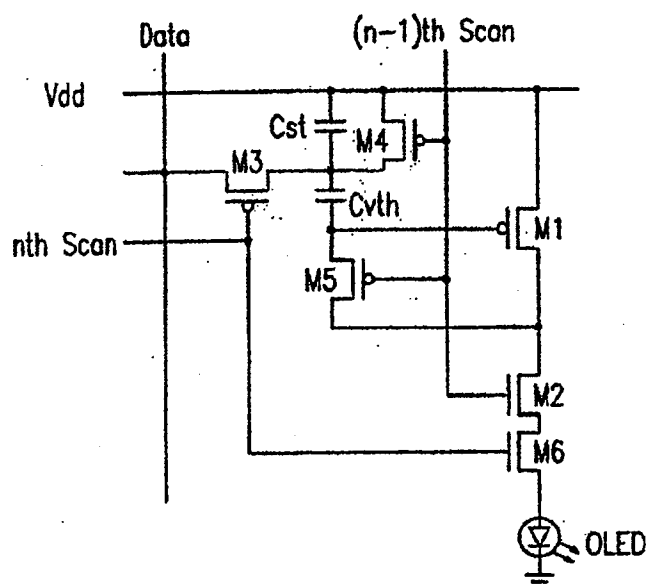 Data
(n-1)th Scan
Vdd
Cst
M4
M3
Cvth
M1
nth Scan
M5
M2
M6
OLED